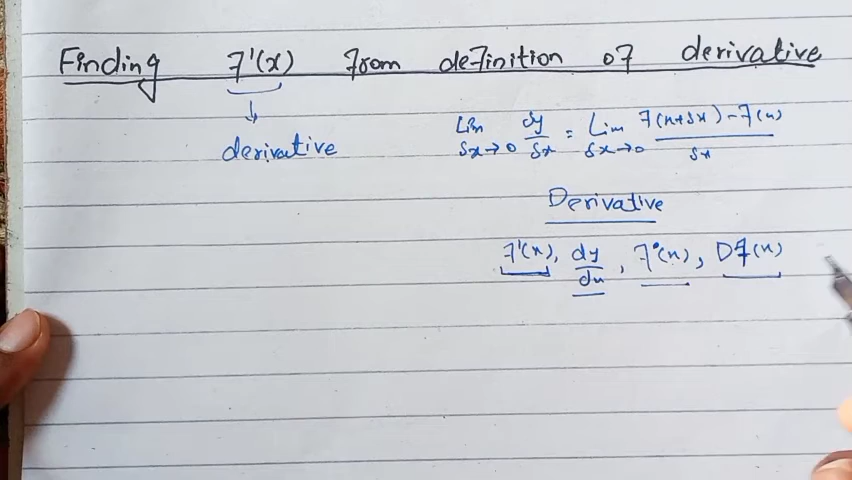 Finding f'(x) from definition of derivative
derivative
Lim δx→0 δy/δx = Lim δx→0 f(x+δx)-f(x)/δx
Derivative
f'(x), dy/dx, f°(x), Df(x)